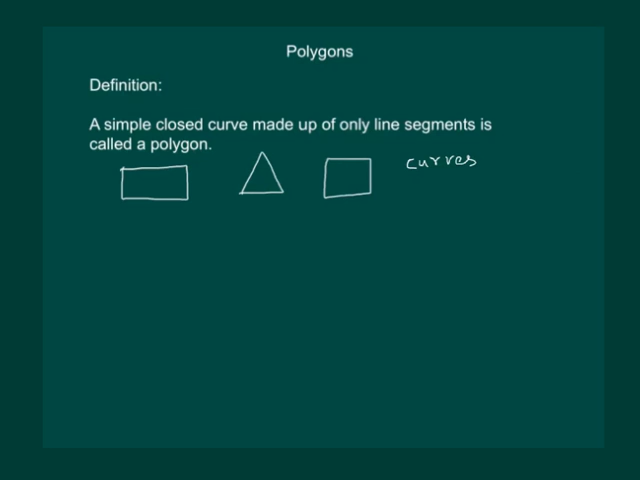 Polygons
Definition:
A simple closed curve made up of only line segments is
called a polygon.
curves